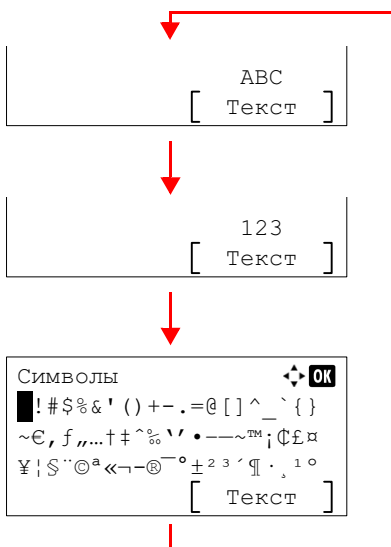 ABC
[ Текст ]
123
[ Текст ]
Символы OK
!#$%&'()+-.=@[]^_`{}
~€‚ƒ„…†‡ˆ‰‘’•–—~™¡₵£¤
¥¦§¨©ª«¬-®¯°±²³´¶·¸¹º
[ Текст ]